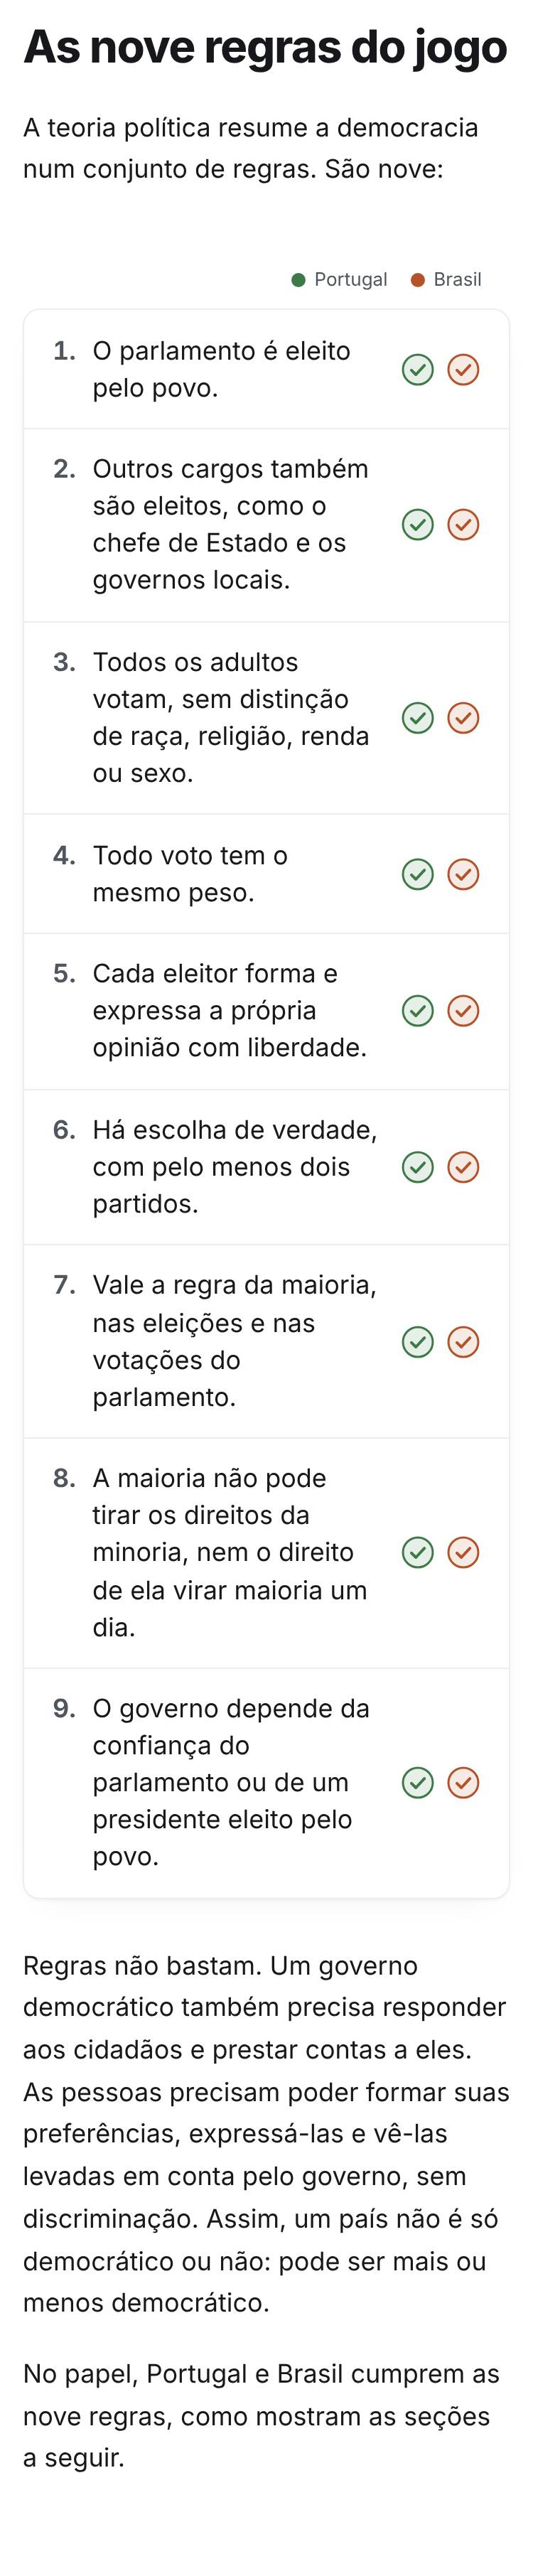 As nove regras do jogo
A teoria política resume a democracia
num conjunto de regras. São nove:
Portugal Brasil
1. O parlamento é eleito
pelo povo.
2. Outros cargos também
são eleitos, como o
chefe de Estado e os
governos locais.
3. Todos os adultos
votam, sem distinção
de raça, religião, renda
ou sexo.
4. Todo voto tem o
mesmo peso.
5. Cada eleitor forma e
expressa a própria
opinião com liberdade.
6. Há escolha de verdade,
com pelo menos dois
partidos.
7. Vale a regra da maioria,
nas eleições e nas
votações do
parlamento.
8. A maioria não pode
tirar os direitos da
minoria, nem o direito
de ela virar maioria um
dia.
9. O governo depende da
confiança do
parlamento ou de um
presidente eleito pelo
povo.
Regras não bastam. Um governo
democrático também precisa responder
aos cidadãos e prestar contas a eles.
As pessoas precisam poder formar suas
preferências, expressá-las e vê-las
levadas em conta pelo governo, sem
discriminação. Assim, um país não é só
democrático ou não: pode ser mais ou
menos democrático.
No papel, Portugal e Brasil cumprem as
nove regras, como mostram as seções
a seguir.